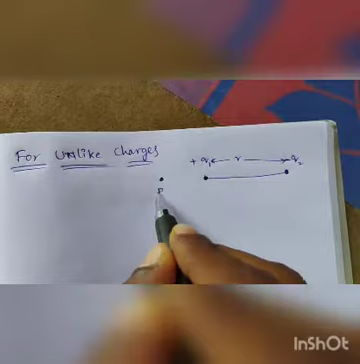 For Unlike Charges
+ q₁ ← r → -q₂
P
InShOt